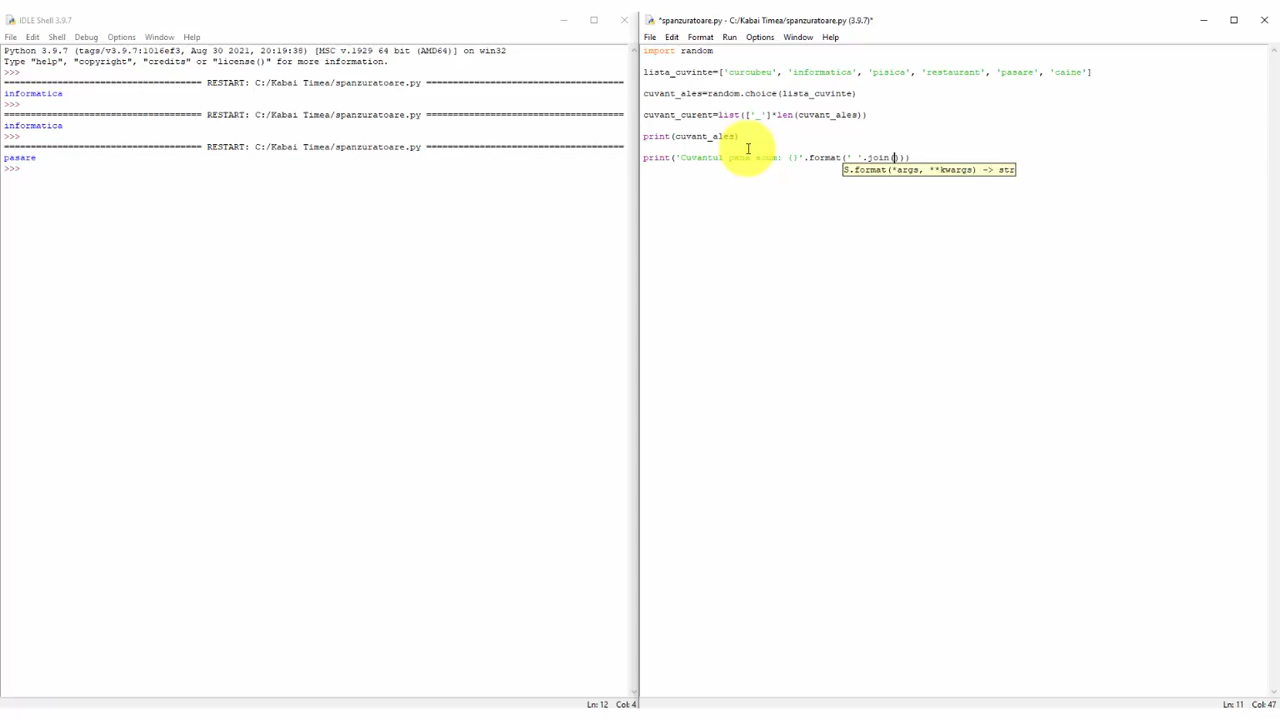 IDLE Shell 3.9.7
File Edit Shell Debug Options Window Help
Python 3.9.7 (tags/v3.9.7:1016ef3, Aug 30 2021, 20:19:38) [MSC v.1929 64 bit (AMD64)] on win32
Type "help", "copyright", "credits" or "license()" for more information.
>>>
==================================== RESTART: C:/Kabai Timea/spanzuratoare.py ====================================
informatica
>>>
==================================== RESTART: C:/Kabai Timea/spanzuratoare.py ====================================
informatica
>>>
==================================== RESTART: C:/Kabai Timea/spanzuratoare.py ====================================
pasare
>>>
Ln: 12 Col: 4
*spanzuratoare.py - C:/Kabai Timea/spanzuratoare.py (3.9.7)*
File Edit Format Run Options Window Help
import random
lista_cuvinte=['curcubeu', 'informatica', 'pisica', 'restaurant', 'pasare', 'caine']
cuvant_ales=random.choice(lista_cuvinte)
cuvant_curent=list(['_']*len(cuvant_ales))
print(cuvant_ales)
print('Cuvantul pana acum: {}'.format(' '.join()))
S.format(*args, **kwargs) -> str
Ln: 11 Col: 47